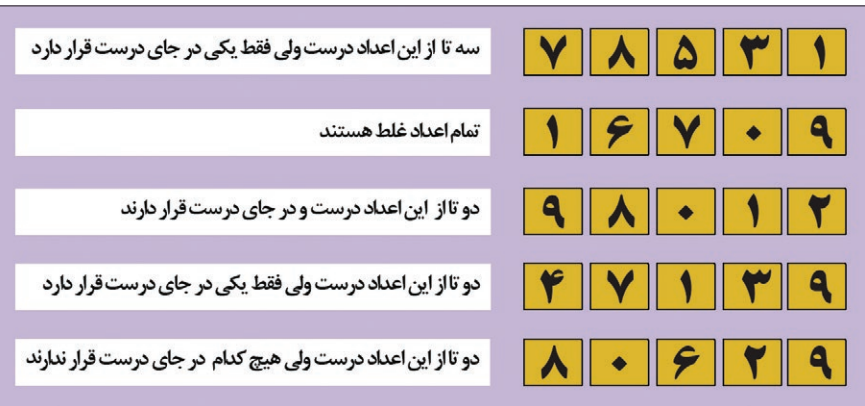 سه تا از این اعداد درست ولی فقط یکی در جای درست قرار دارد
۷ ۸ ۵ ۳ ۱
تمام اعداد غلط هستند
۱ ۶ ۷ ۰ ۹
دو تا از این اعداد درست و در جای درست قرار دارند
۹ ۸ ۰ ۱ ۲
دو تا از این اعداد درست ولی فقط یکی در جای درست قرار دارد
۴ ۷ ۱ ۳ ۹
دو تا از این اعداد درست ولی هیچ کدام در جای درست قرار ندارند
۸ ۰ ۶ ۲ ۹